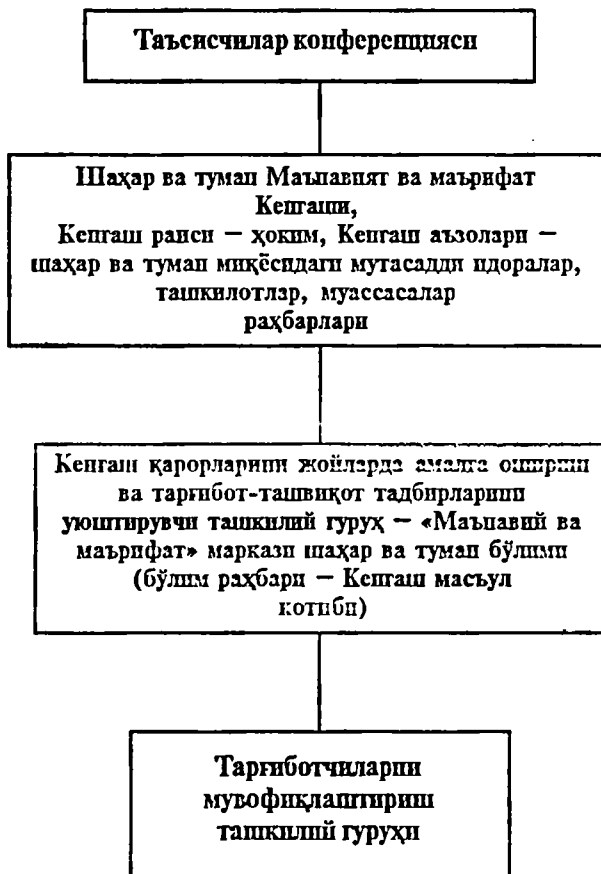 Таъсисчилар конференцияси
Шаҳар ва туман Маънавият ва маърифат
Кенгаши,
Кенгаш раиси — ҳоким, Кенгаш аъзолари —
шаҳар ва туман миқёсидаги мутасадди идоралар,
ташкилотлар, муассасалар
раҳбарлари
Кенгаш қарорларини жойларда амалга ошириш
ва тарғибот-ташвиқот тадбирларини
уюштирувчи ташкилий гуруҳ — «Маънавий ва
маърифат» маркази шаҳар ва туман бўлими
(бўлим раҳбари — Кенгаш масъул
котиби)
Тарғиботчиларни
мувофиқлаштириш
ташкилий гуруҳи